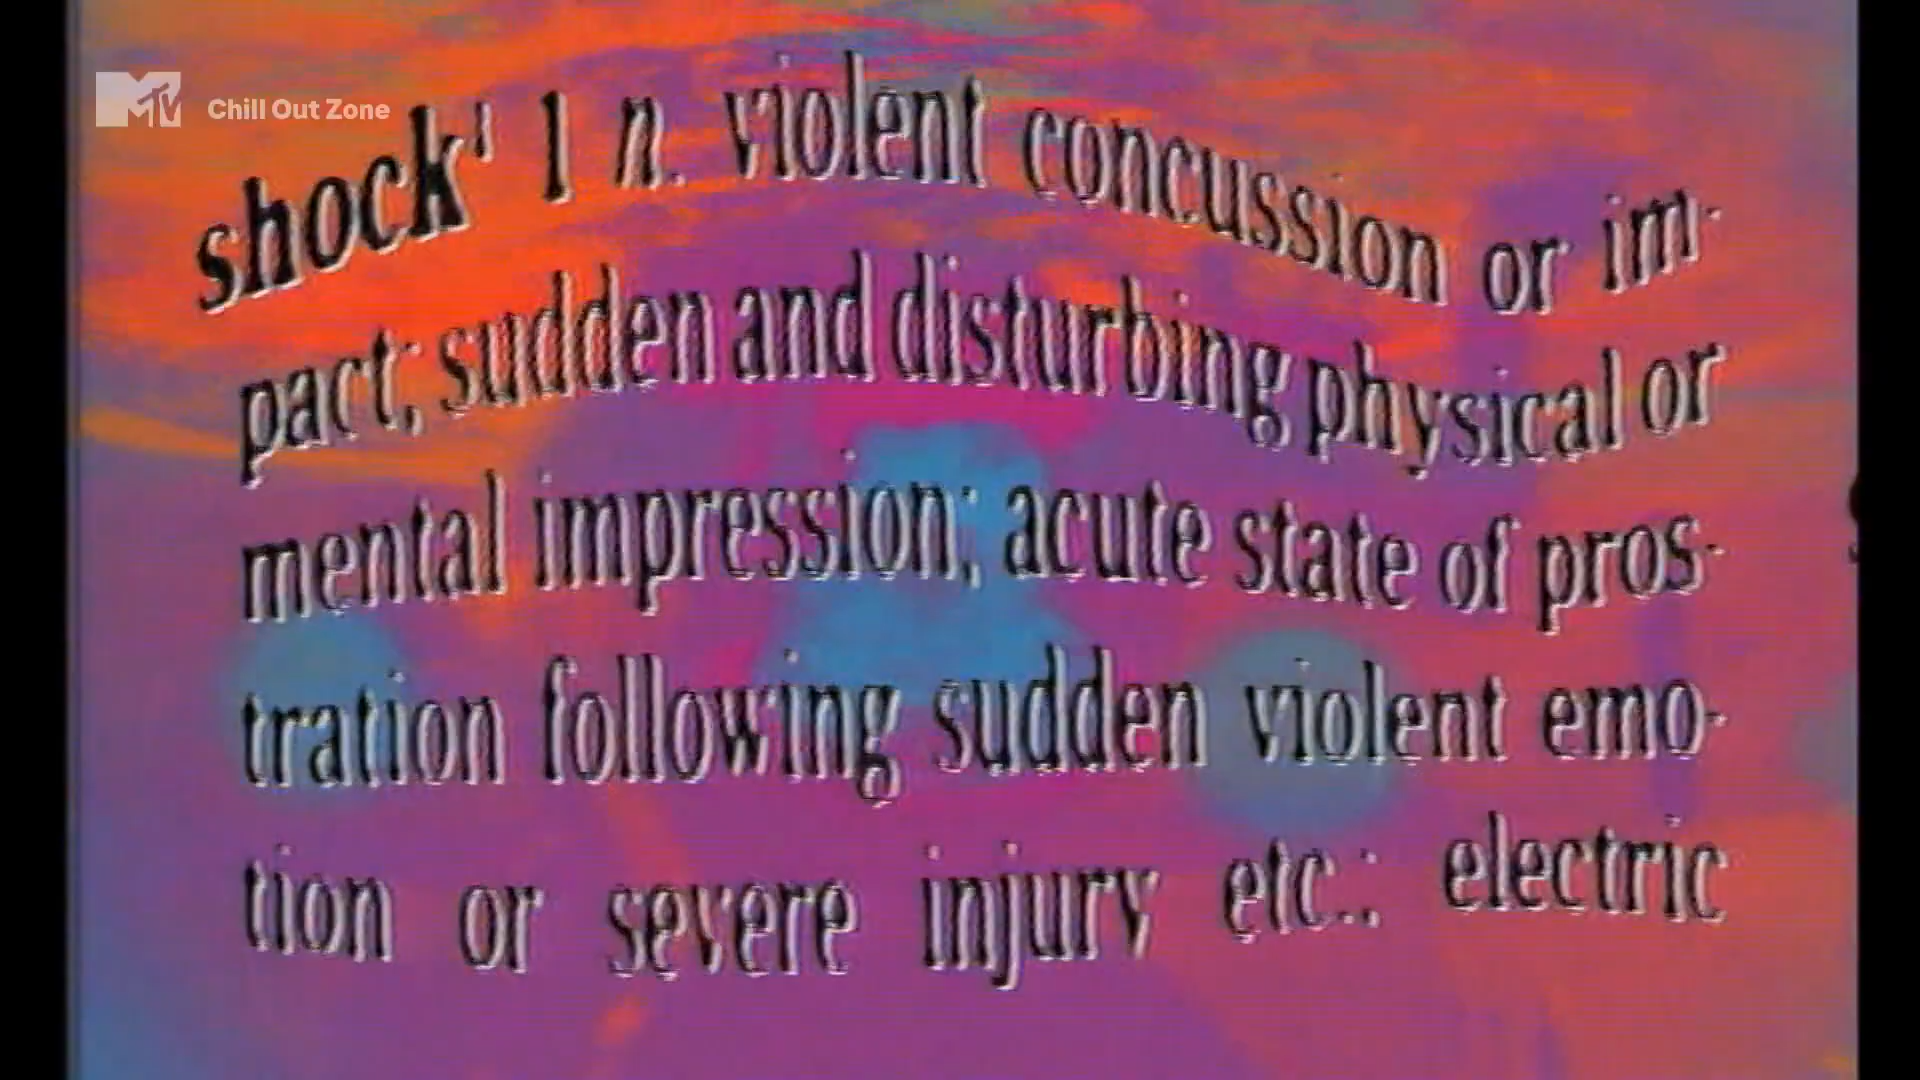 MTV Chill Out Zone
shock¹ 1 n. violent concussion or im-
pact; sudden and disturbing physical or
mental impression; acute state of pros-
tration following sudden violent emo-
tion or severe injury etc.; electric